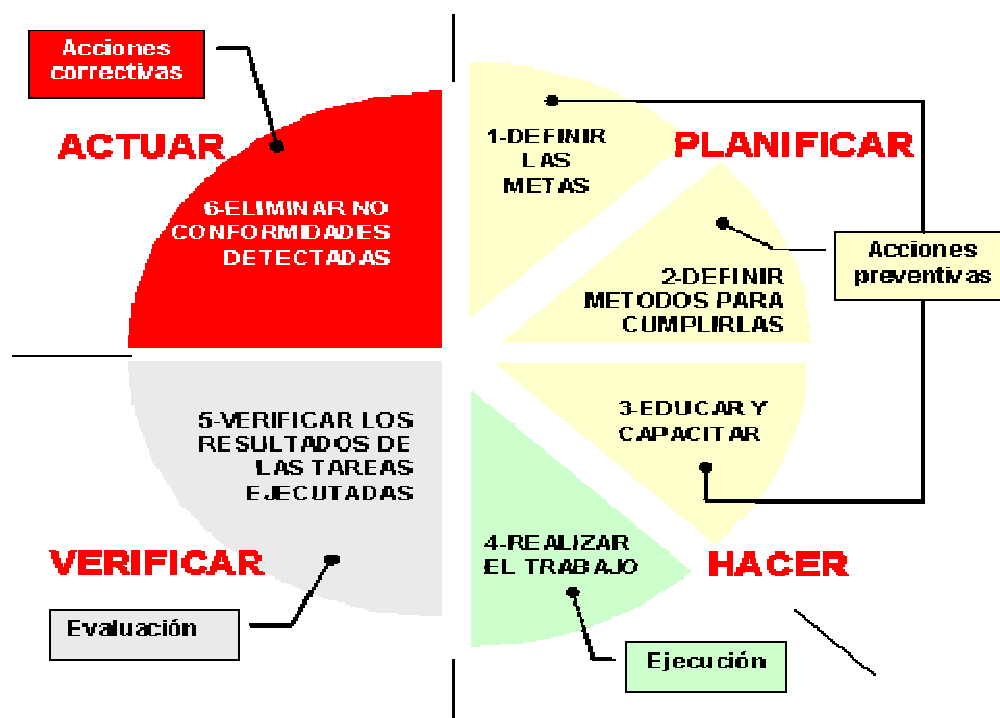 Acciones
correctivas
ACTUAR
6-ELIMINAR NO
CONFORMIDADES
DETECTADAS
1-DEFINIR
LAS
METAS
PLANIFICAR
2-DEFINIR
METODOS PARA
CUMPLIRLAS
Acciones
preventivas
3-EDUCAR Y
CAPACITAR
HACER
4-REALIZAR
EL TRABAJO
Ejecución
5-VERIFICAR LOS
RESULTADOS DE
LAS TAREAS
EJECUTADAS
VERIFICAR
Evaluación